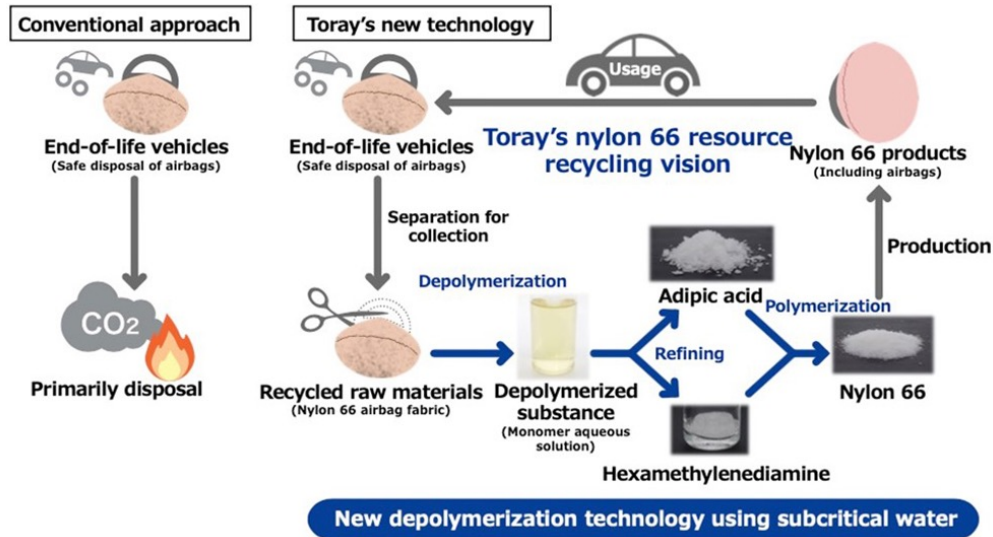 Conventional approach
End-of-life vehicles
(Safe disposal of airbags)
CO2
Primarily disposal
Toray's new technology
End-of-life vehicles
(Safe disposal of airbags)
Usage
Toray's nylon 66 resource
recycling vision
Nylon 66 products
(Including airbags)
Separation for
collection
Production
Depolymerization
Adipic acid
Polymerization
Refining
Recycled raw materials
(Nylon 66 airbag fabric)
Depolymerized
substance
(Monomer aqueous
solution)
Nylon 66
Hexamethylenediamine
New depolymerization technology using subcritical water